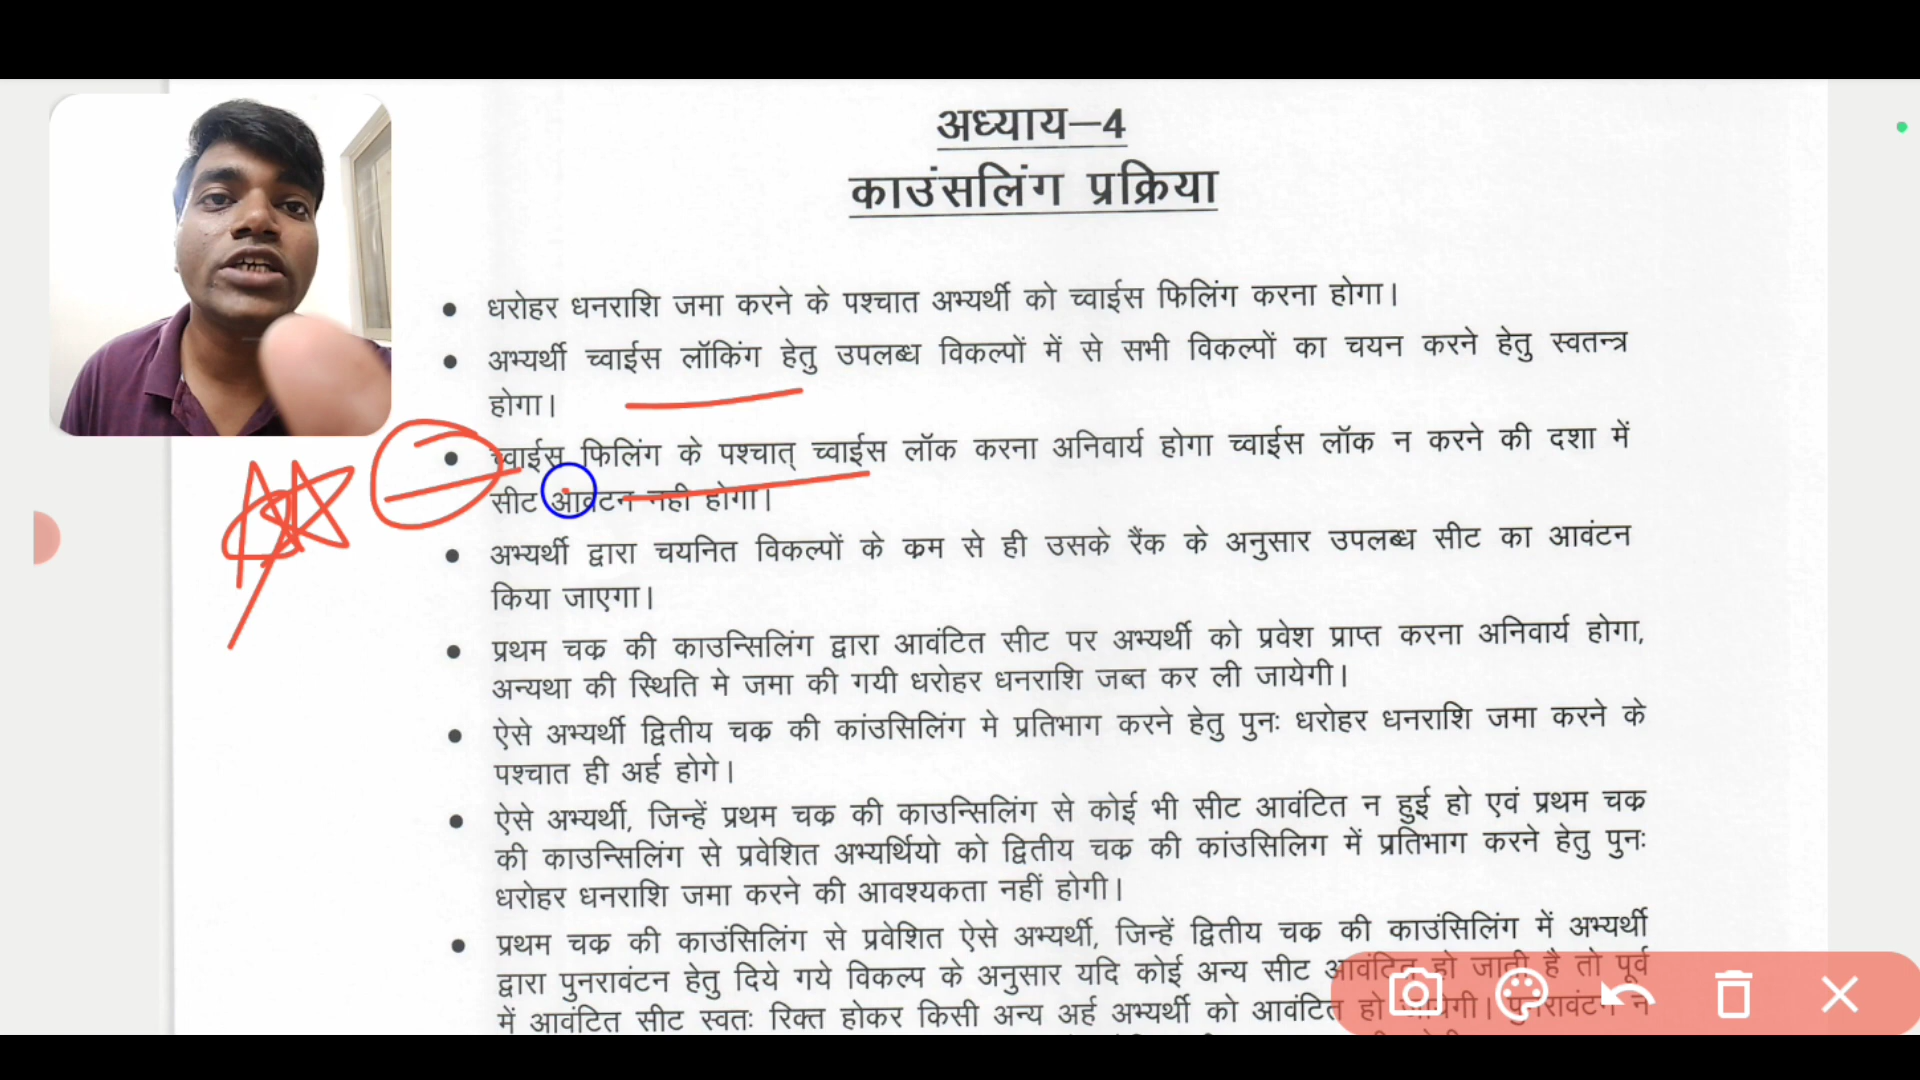 अध्याय–4
काउंसलिंग प्रक्रिया
• धरोहर धनराशि जमा करने के पश्चात अभ्यर्थी को च्वाईस फिलिंग करना होगा।
• अभ्यर्थी च्वाईस लॉकिंग हेतु उपलब्ध विकल्पों में से सभी विकल्पों का चयन करने हेतु स्वतन्त्र
होगा।
• च्वाईस फिलिंग के पश्चात् च्वाईस लॉक करना अनिवार्य होगा च्वाईस लॉक न करने की दशा में
सीट आवंटन नही होगा।
• अभ्यर्थी द्वारा चयनित विकल्पों के क्रम से ही उसके रैंक के अनुसार उपलब्ध सीट का आवंटन
किया जाएगा।
• प्रथम चक्र की काउन्सिलिंग द्वारा आवंटित सीट पर अभ्यर्थी को प्रवेश प्राप्त करना अनिवार्य होगा,
अन्यथा की स्थिति मे जमा की गयी धरोहर धनराशि जब्त कर ली जायेगी।
• ऐसे अभ्यर्थी द्वितीय चक्र की कांउसिलिंग मे प्रतिभाग करने हेतु पुनः धरोहर धनराशि जमा करने के
पश्चात ही अर्ह होगे।
• ऐसे अभ्यर्थी, जिन्हें प्रथम चक्र की काउन्सिलिंग से कोई भी सीट आवंटित न हुई हो एवं प्रथम चक्र
की काउन्सिलिंग से प्रवेशित अभ्यर्थियो को द्वितीय चक्र की कांउसिलिग में प्रतिभाग करने हेतु पुनः
धरोहर धनराशि जमा करने की आवश्यकता नहीं होगी।
• प्रथम चक्र की काउंसिलिंग से प्रवेशित ऐसे अभ्यर्थी, जिन्हें द्वितीय चक्र की काउंसिलिंग में अभ्यर्थी
द्वारा पुनरावंटन हेतु दिये गये विकल्प के अनुसार यदि कोई अन्य सीट आवंटित हो जाती है तो पूर्व
में आवंटित सीट स्वतः रिक्त होकर किसी अन्य अर्ह अभ्यर्थी को आवंटित हो जायेगी। पुनरावंटन न